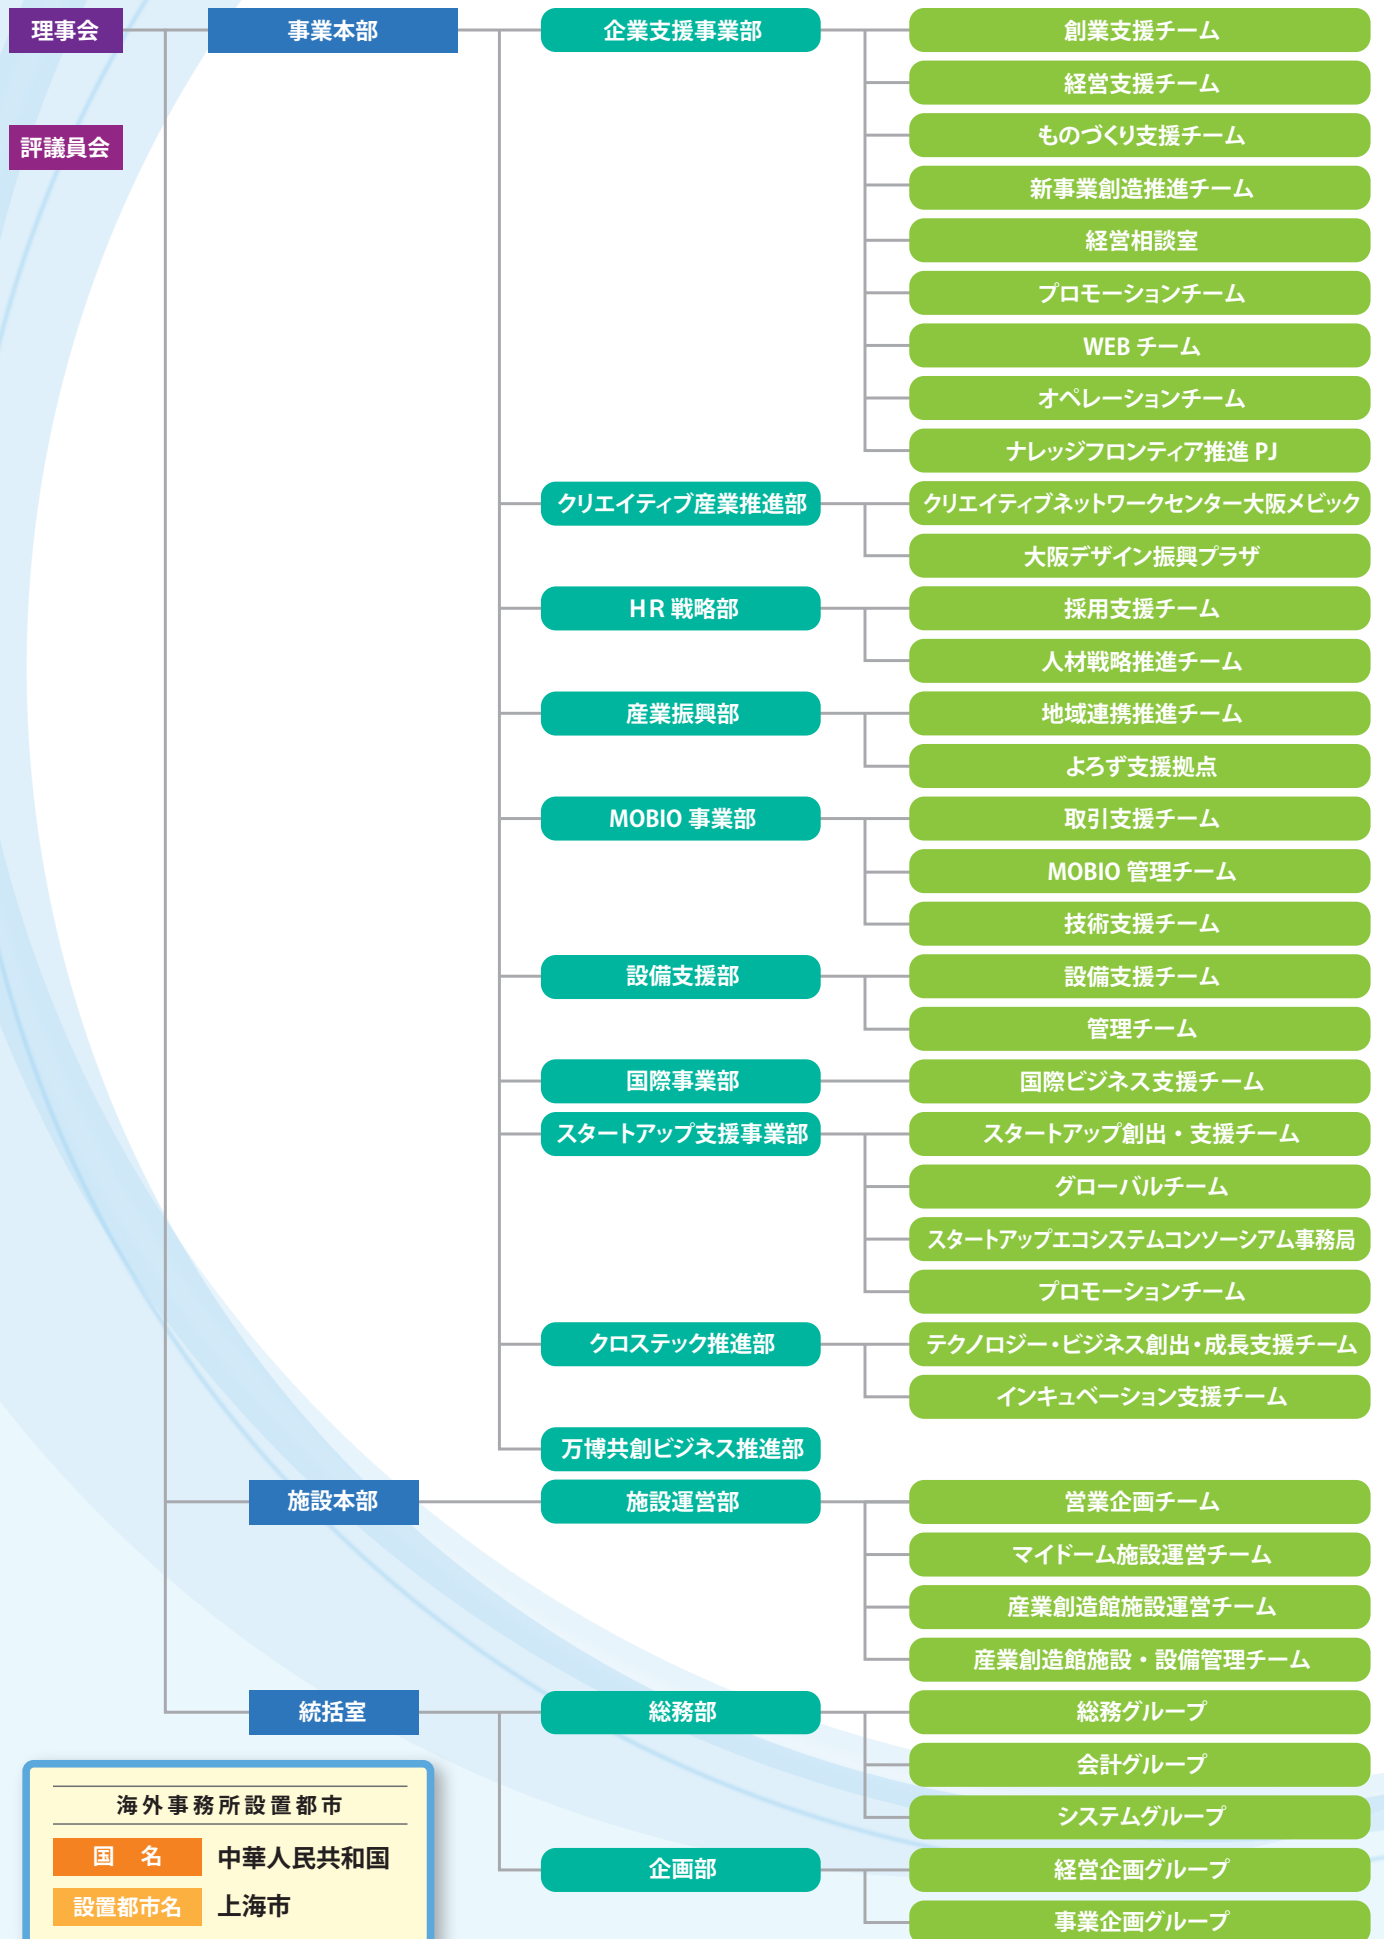 理事会
事業本部
企業支援事業部
創業支援チーム
経営支援チーム
評議員会
ものづくり支援チーム
新事業創造推進チーム
経営相談室
プロモーションチーム
WEB チーム
オペレーションチーム
ナレッジフロンティア推進 PJ
クリエイティブ産業推進部
クリエイティブネットワークセンター大阪メビック
大阪デザイン振興プラザ
HR 戦略部
採用支援チーム
人材戦略推進チーム
産業振興部
地域連携推進チーム
よろず支援拠点
MOBIO 事業部
取引支援チーム
MOBIO 管理チーム
技術支援チーム
設備支援部
設備支援チーム
管理チーム
国際事業部
国際ビジネス支援チーム
スタートアップ支援事業部
スタートアップ創出・支援チーム
グローバルチーム
スタートアップエコシステムコンソーシアム事務局
プロモーションチーム
クロステック推進部
テクノロジー・ビジネス創出・成長支援チーム
インキュベーション支援チーム
万博共創ビジネス推進部
施設本部
施設運営部
営業企画チーム
マイドーム施設運営チーム
産業創造館施設運営チーム
産業創造館施設・設備管理チーム
統括室
総務部
総務グループ
会計グループ
システムグループ
企画部
経営企画グループ
事業企画グループ
海外事務所設置都市
国 名 中華人民共和国
設置都市名 上海市